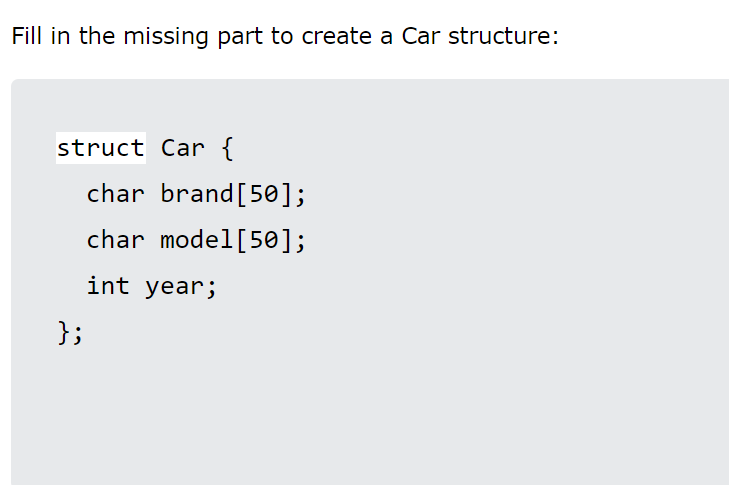 Fill in the missing part to create a Car structure:
struct Car {
char brand[50];
char model[50];
int year;
};